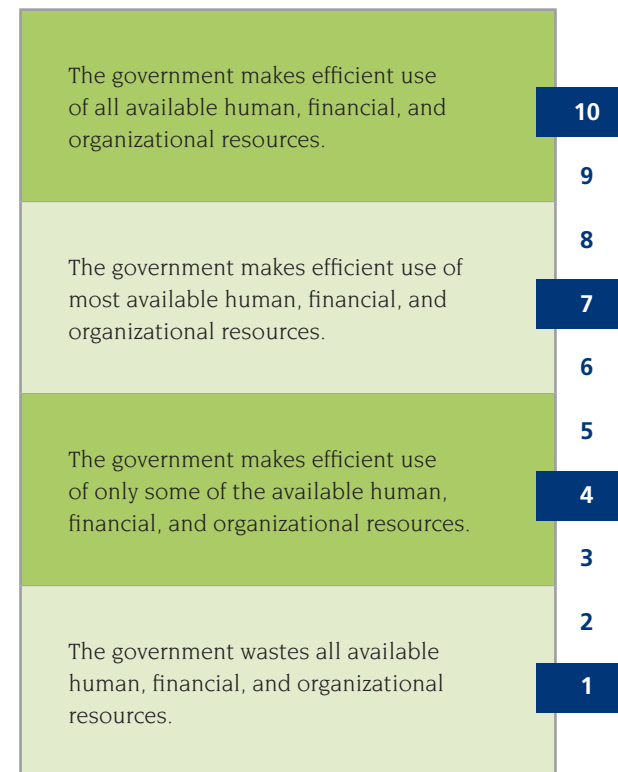 The government makes efficient use
of all available human, financial, and
organizational resources.
10
9
8
The government makes efficient use of
most available human, financial, and
organizational resources.
7
6
5
The government makes efficient use
of only some of the available human,
financial, and organizational resources.
4
3
2
The government wastes all available
human, financial, and organizational
resources.
1